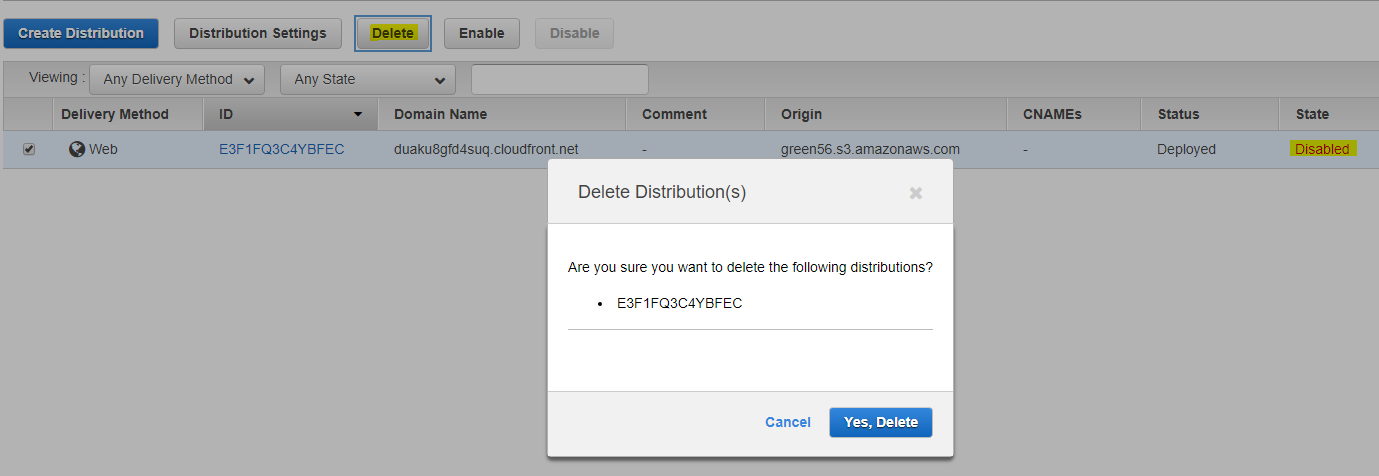 Create Distribution Distribution Settings Delete Enable Disable
Viewing : Any Delivery Method Any State
Delivery Method ID Domain Name Comment Origin CNAMEs Status State
Web E3F1FQ3C4YBFEC duaku8gfd4suq.cloudfront.net - green56.s3.amazonaws.com - Deployed Disabled
Delete Distribution(s)
Are you sure you want to delete the following distributions?
• E3F1FQ3C4YBFEC
Cancel Yes, Delete